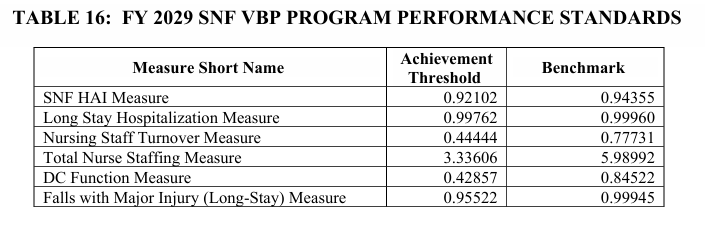 TABLE 16: FY 2029 SNF VBP PROGRAM PERFORMANCE STANDARDS
Measure Short Name Achievement Threshold Benchmark
SNF HAI Measure 0.92102 0.94355
Long Stay Hospitalization Measure 0.99762 0.99960
Nursing Staff Turnover Measure 0.44444 0.77731
Total Nurse Staffing Measure 3.33606 5.98992
DC Function Measure 0.42857 0.84522
Falls with Major Injury (Long-Stay) Measure 0.95522 0.99945